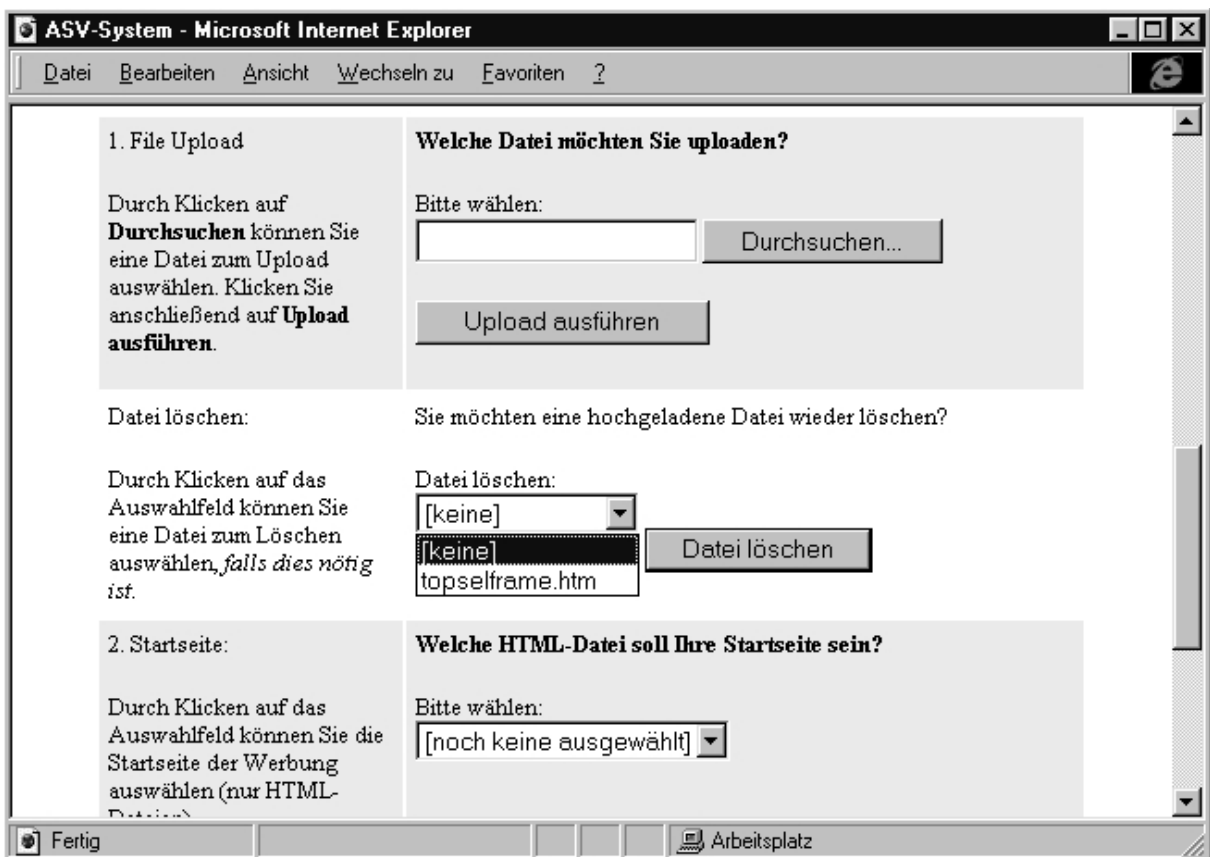 ASV-System - Microsoft Internet Explorer
Datei Bearbeiten Ansicht Wechseln zu Favoriten ?
1. File Upload
Durch Klicken auf
Durchsuchen können Sie
eine Datei zum Upload
auswählen. Klicken Sie
anschließend auf Upload
ausführen.
Welche Datei möchten Sie uploaden?
Bitte wählen:
Durchsuchen...
Upload ausführen
Datei löschen:
Durch Klicken auf das
Auswahlfeld können Sie
eine Datei zum Löschen
auswählen, falls dies nötig
ist.
Sie möchten eine hochgeladene Datei wieder löschen?
Datei löschen:
[keine]
[keine]
topselframe.htm
Datei löschen
2. Startseite:
Durch Klicken auf das
Auswahlfeld können Sie die
Startseite der Werbung
auswählen (nur HTML-
Dateien)
Welche HTML-Datei soll Ihre Startseite sein?
Bitte wählen:
[noch keine ausgewählt]
Fertig
Arbeitsplatz